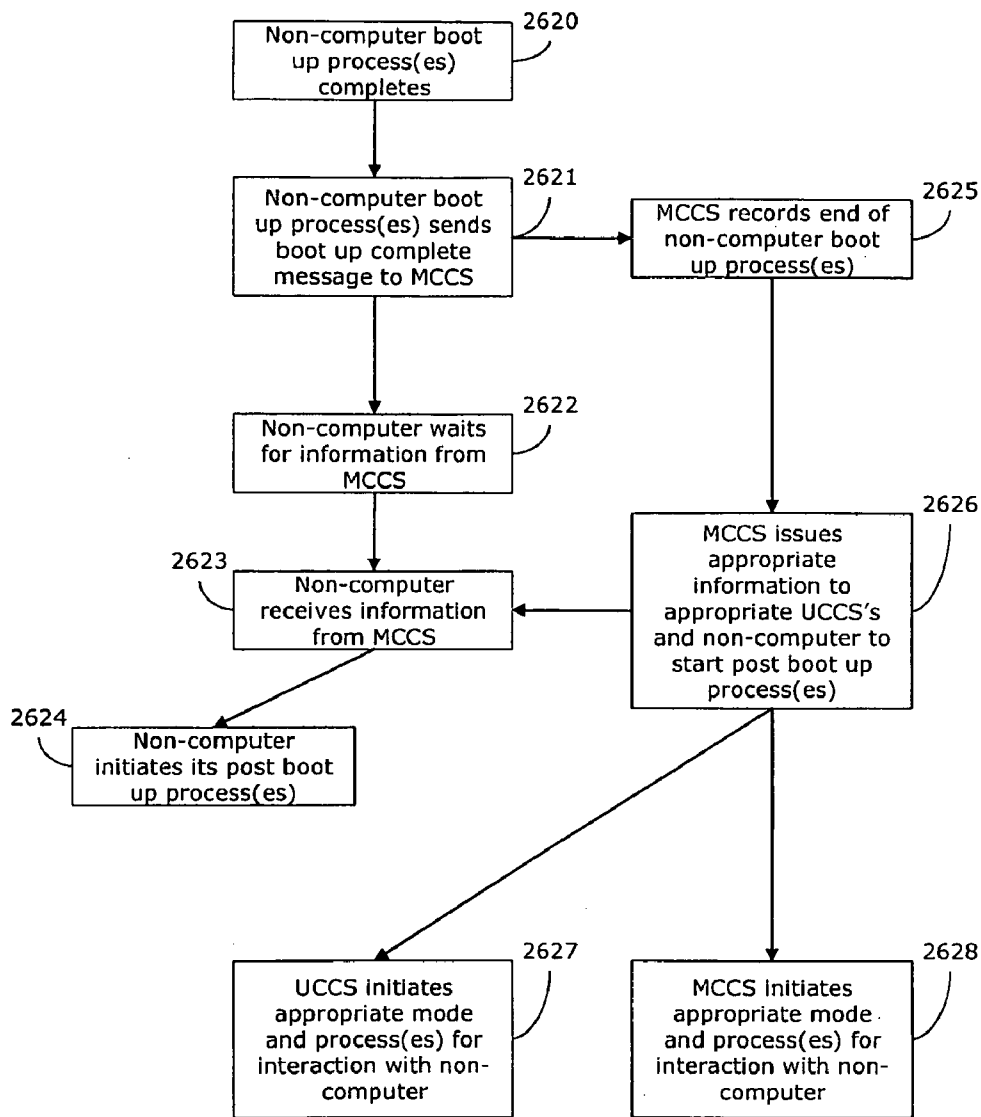 2620
Non-computer boot
up process(es)
completes
2621
Non-computer boot
up process(es) sends
boot up complete
message to MCCS
2625
MCCS records end of
non-computer boot
up process(es)
2622
Non-computer waits
for information from
MCCS
2623
Non-computer
receives information
from MCCS
2626
MCCS issues
appropriate
information to
appropriate UCCS's
and non-computer to
start post boot up
process(es)
2624
Non-computer
initiates its post boot
up process(es)
2627
UCCS initiates
appropriate mode
and process(es) for
interaction with non-
computer
2628
MCCS initiates
appropriate mode
and process(es) for
interaction with non-
computer